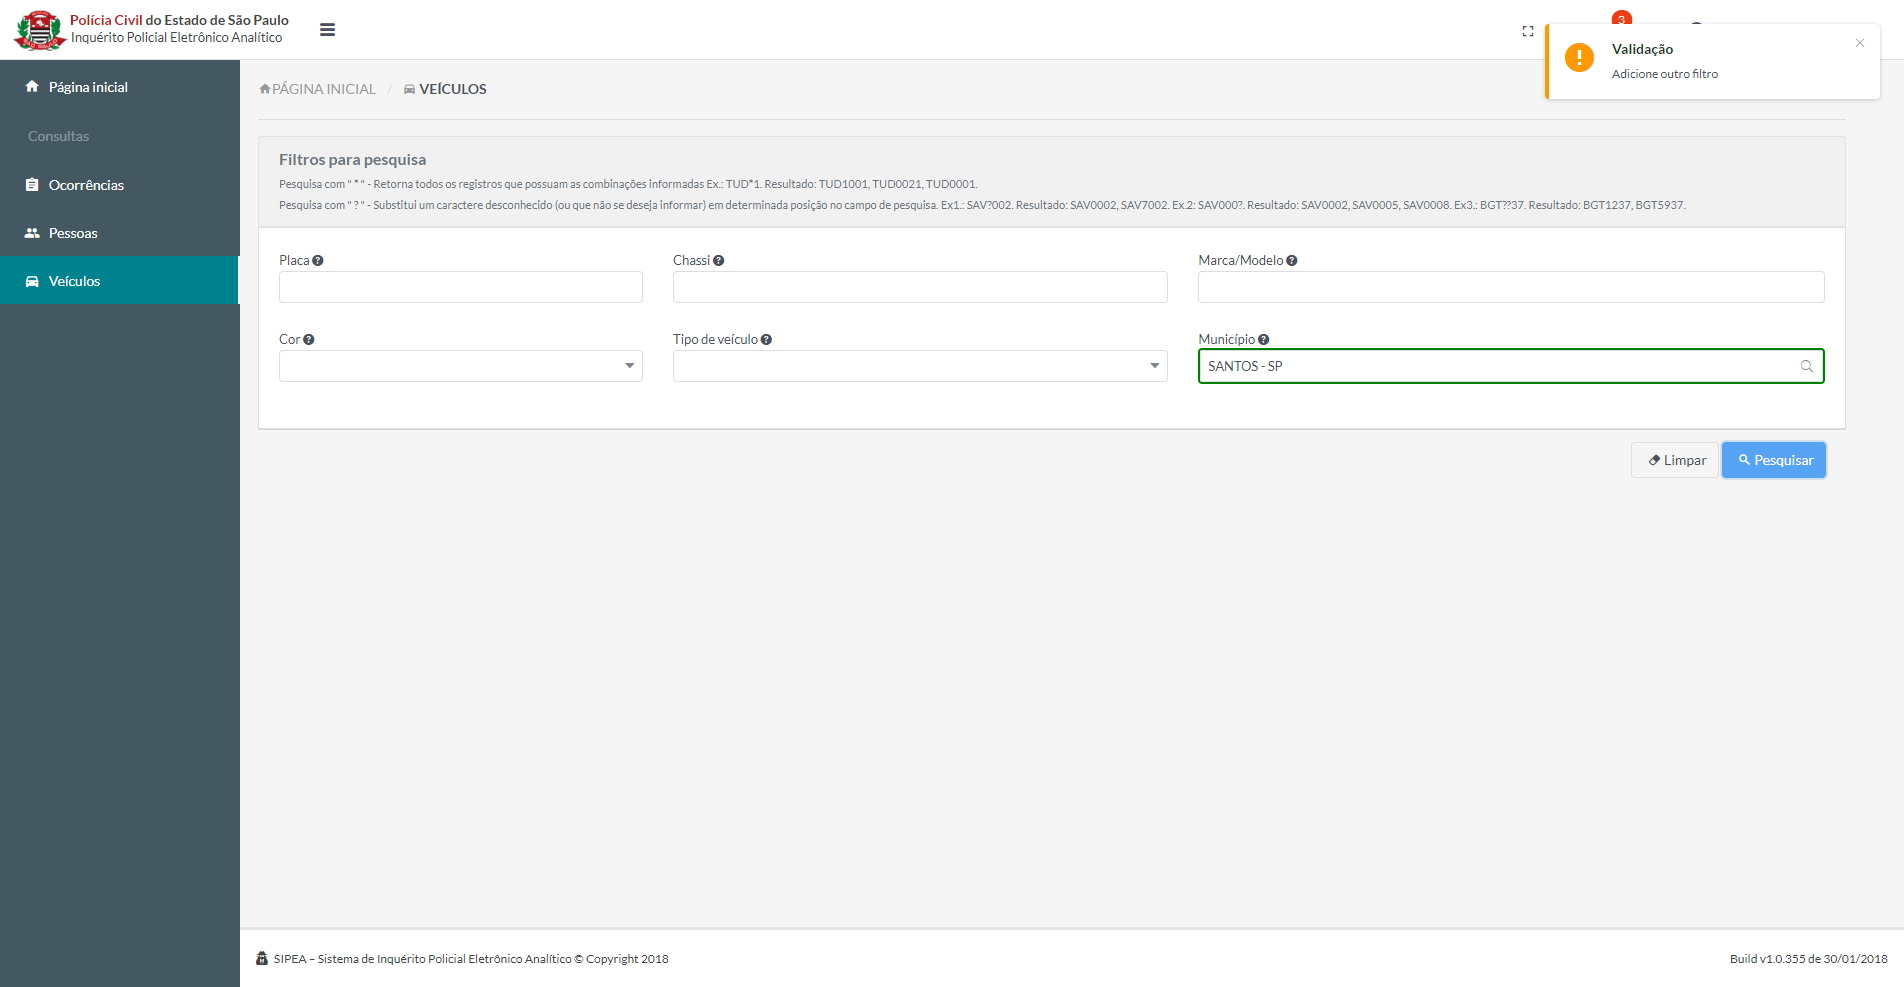 Polícia Civil do Estado de São Paulo
Inquérito Policial Eletrônico Analítico
3
Validação
Adicione outro filtro
Página inicial
Consultas
Ocorrências
Pessoas
Veículos
PÁGINA INICIAL / VEÍCULOS
Filtros para pesquisa
Pesquisa com " * " - Retorna todos os registros que possuam as combinações informadas Ex.: TUD*1. Resultado: TUD1001, TUD0021, TUD0001.
Pesquisa com " ? " - Substitui um caractere desconhecido (ou que não se deseja informar) em determinada posição no campo de pesquisa. Ex1.: SAV?002. Resultado: SAV0002, SAV7002. Ex.2: SAV000?. Resultado: SAV0002, SAV0005, SAV0008. Ex3.: BGT??37. Resultado: BGT1237, BGT5937.
Placa
Chassi
Marca/Modelo
Cor
Tipo de veículo
Município
SANTOS - SP
Limpar
Pesquisar
SIPEA – Sistema de Inquérito Policial Eletrônico Analítico © Copyright 2018
Build v1.0.355 de 30/01/2018